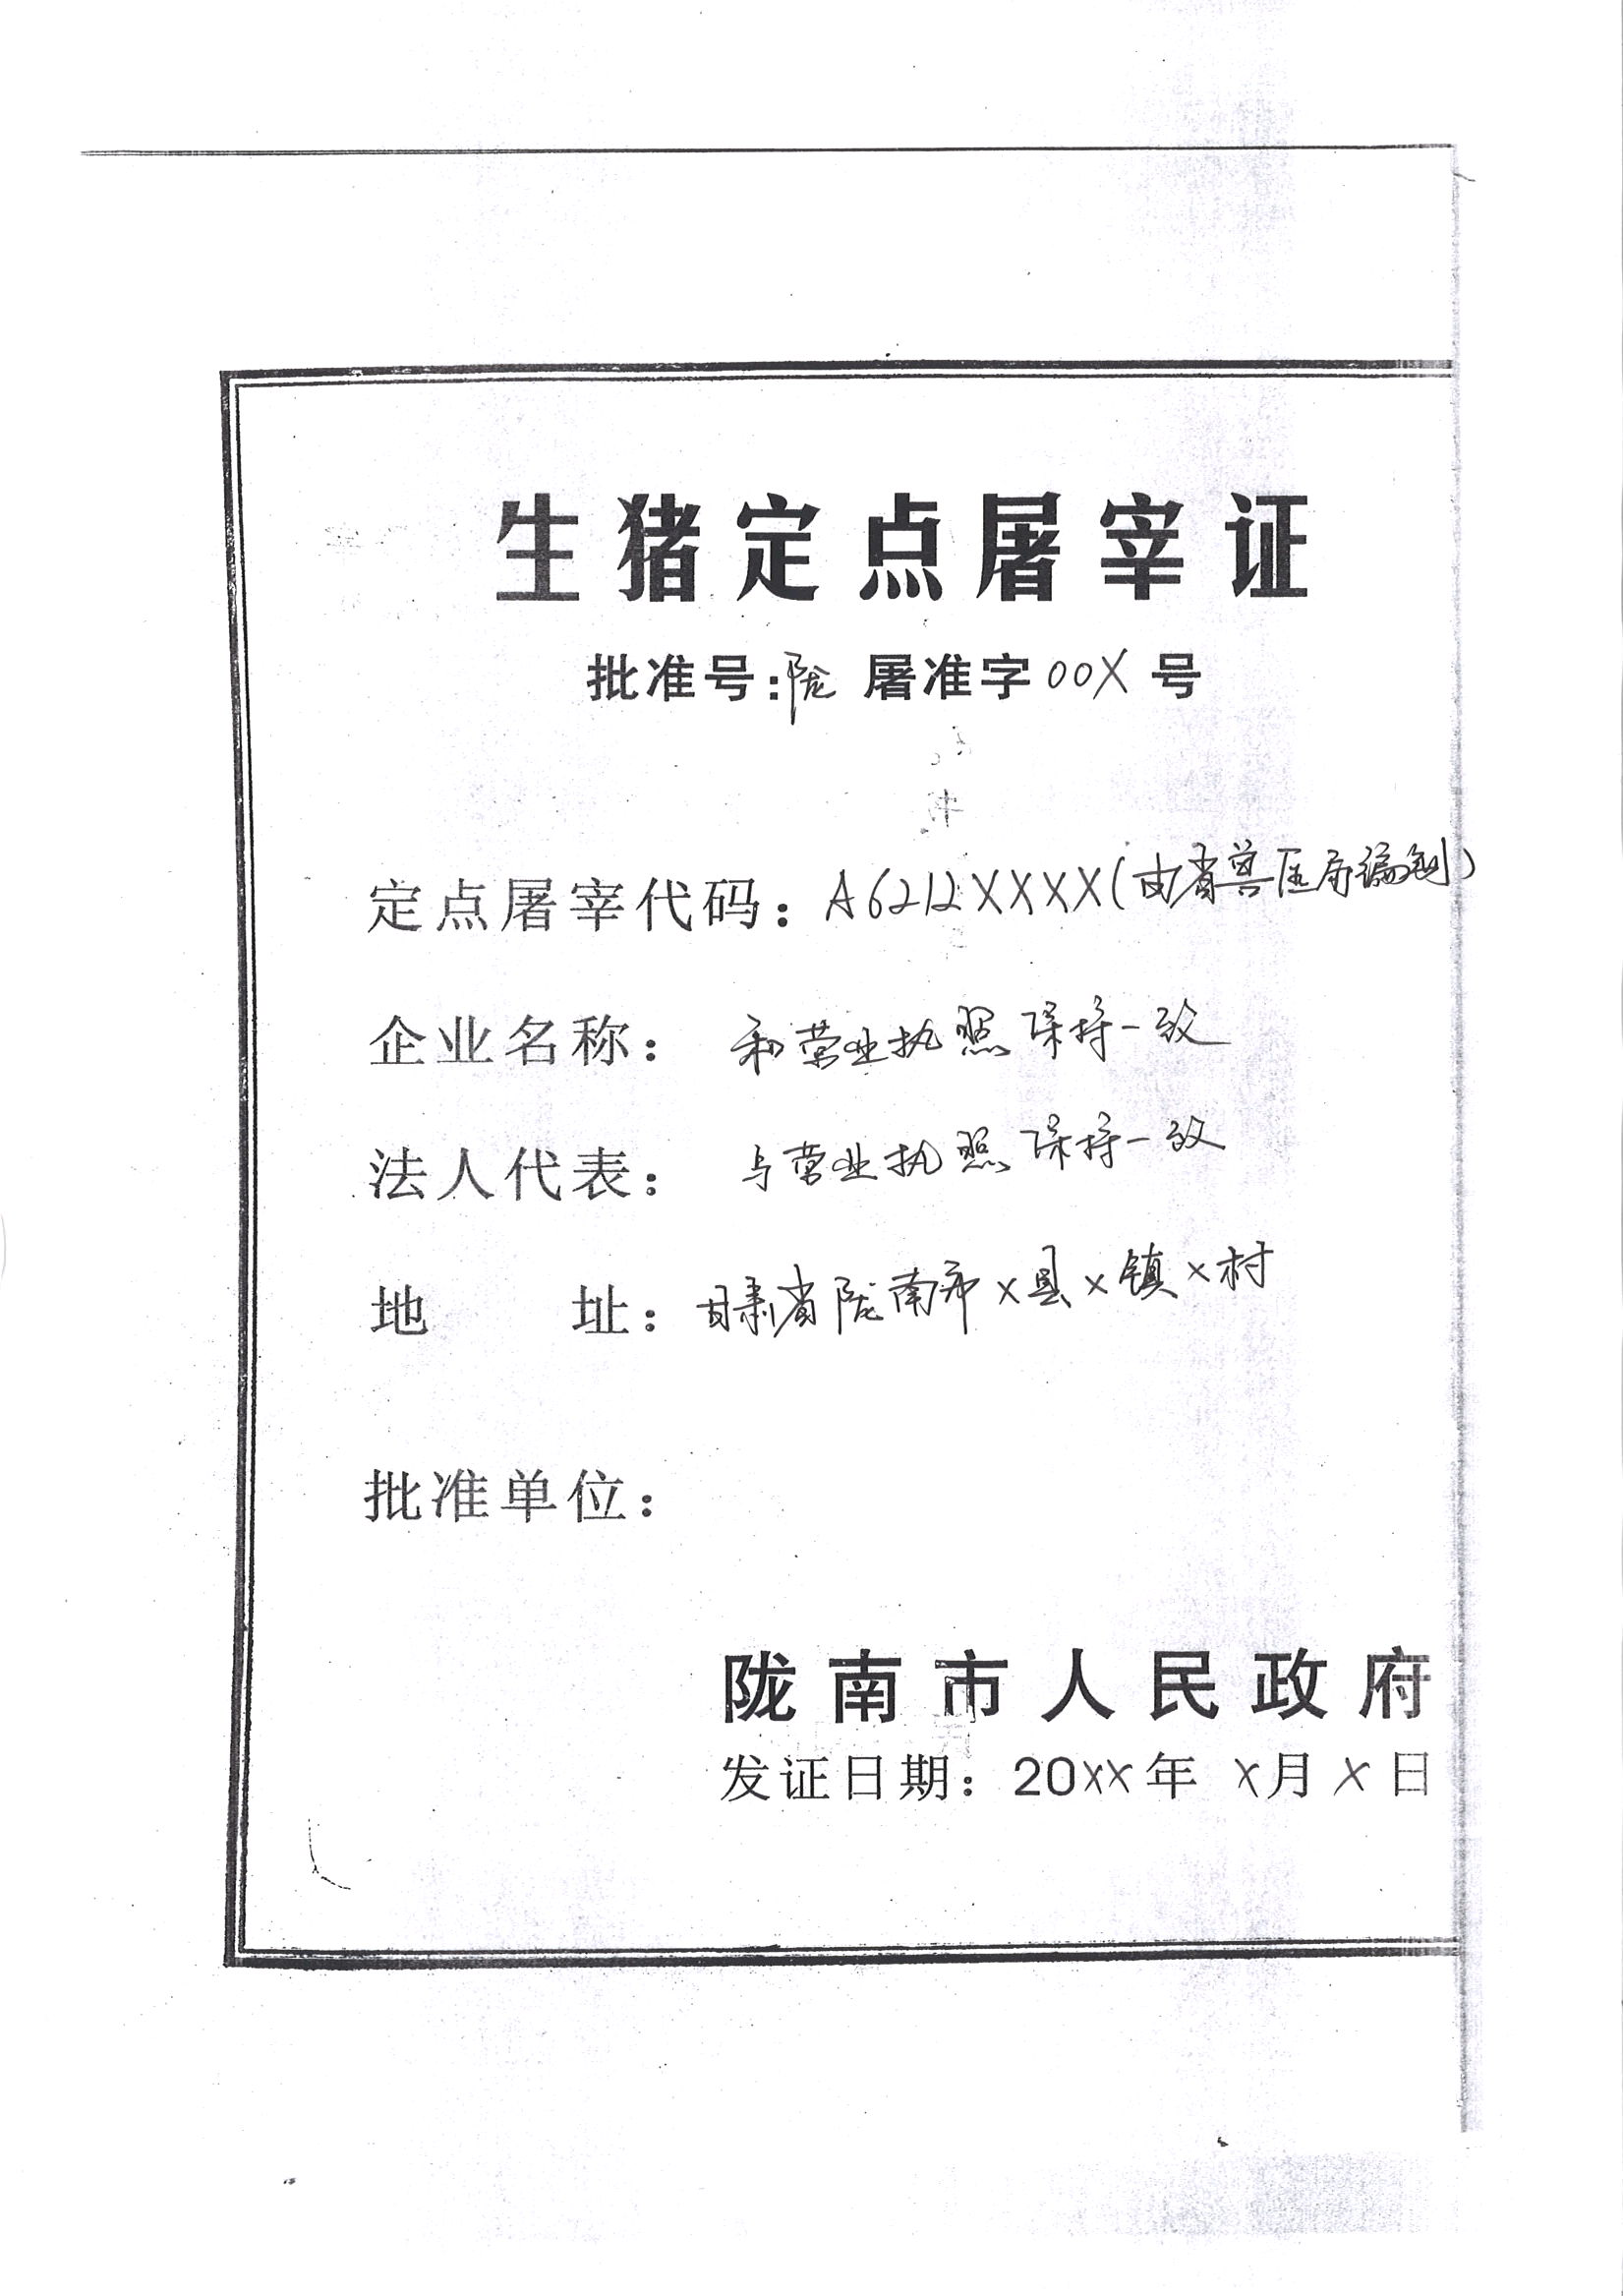 生猪定点屠宰证
批准号:陇 屠准字 00X 号
定点屠宰代码: A6212XXXX(由省兽医局编制)
企业名称: 和营业执照保持一致
法人代表: 与营业执照保持一致
地 址: 甘肃省陇南市×县×镇×村
批准单位:
陇南市人民政府
发证日期: 20XX年 X月X日